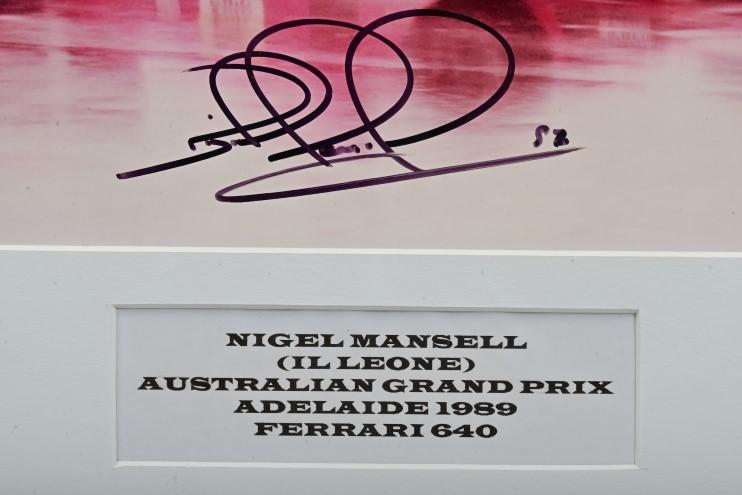 NIGEL MANSELL
(IL LEONE)
AUSTRALIAN GRAND PRIX
ADELAIDE 1989
FERRARI 640